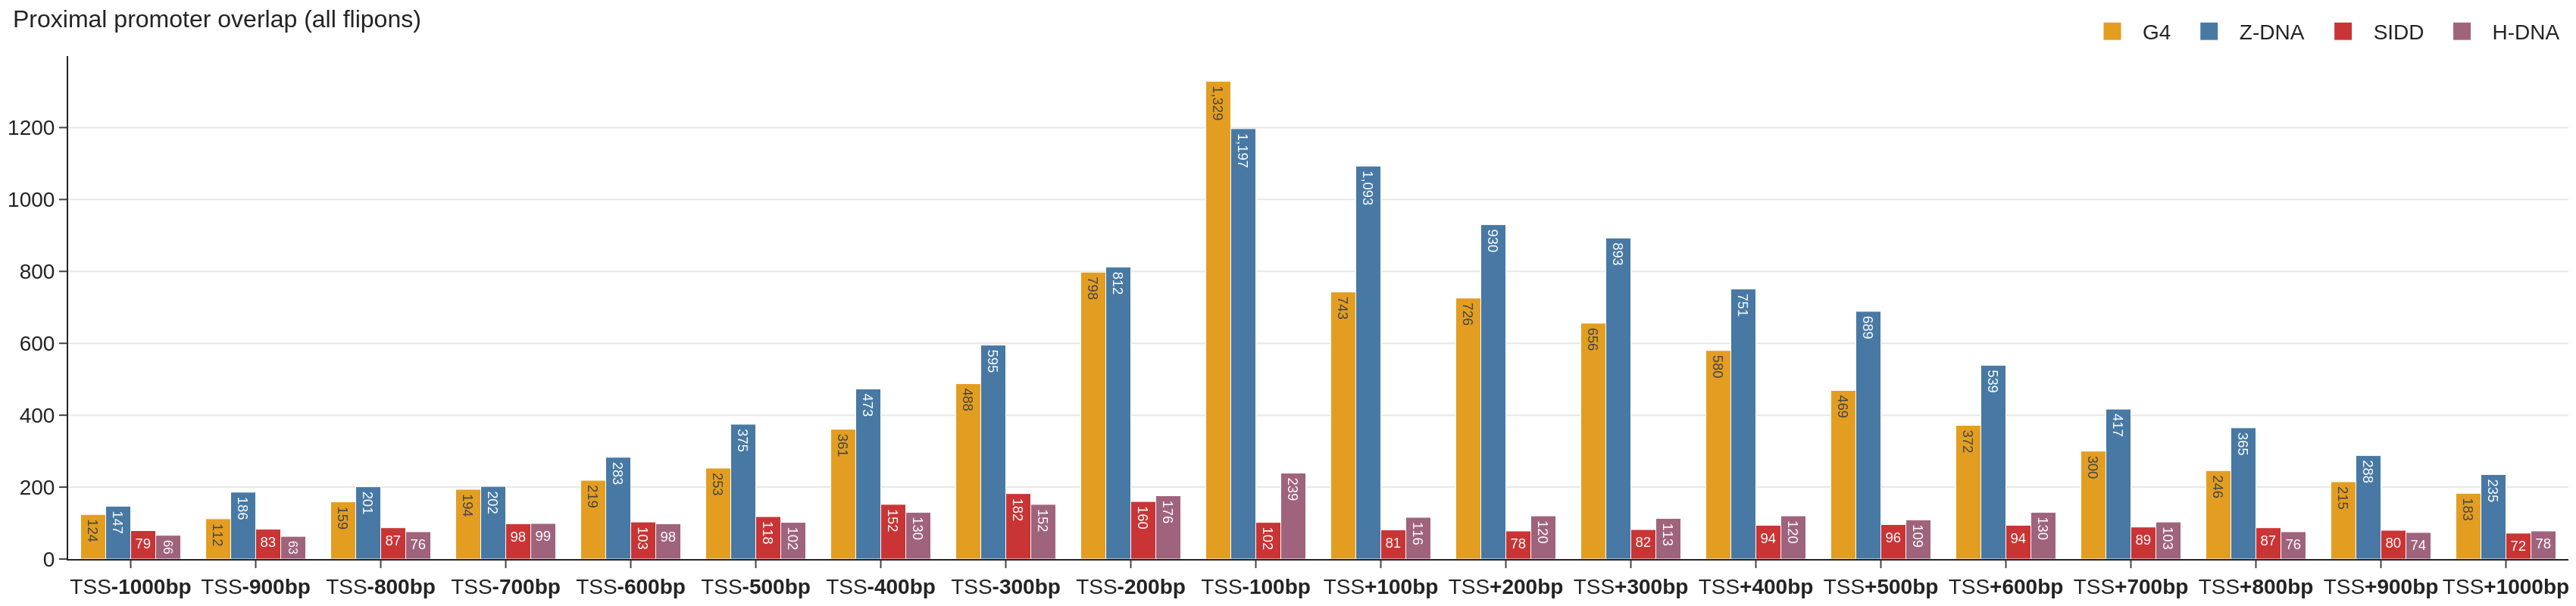 Proximal promoter overlap (all flipons)
G4 Z-DNA SIDD H-DNA
1200
1000
800
600
400
200
0
124 147 79 66
112 186 83 63
159 201 87 76
194 202 98 99
219 283 103 98
253 375 118 102
361 473 152 130
488 595 182 152
798 812 160 176
1,329 1,197 102 239
743 1,093 81 116
726 930 78 120
656 893 82 113
580 751 94 120
469 689 96 109
372 539 94 130
300 417 89 103
246 365 87 76
215 288 80 74
183 235 72 78
TSS-1000bp TSS-900bp TSS-800bp TSS-700bp TSS-600bp TSS-500bp TSS-400bp TSS-300bp TSS-200bp TSS-100bp TSS+100bp TSS+200bp TSS+300bp TSS+400bp TSS+500bp TSS+600bp TSS+700bp TSS+800bp TSS+900bp TSS+1000bp